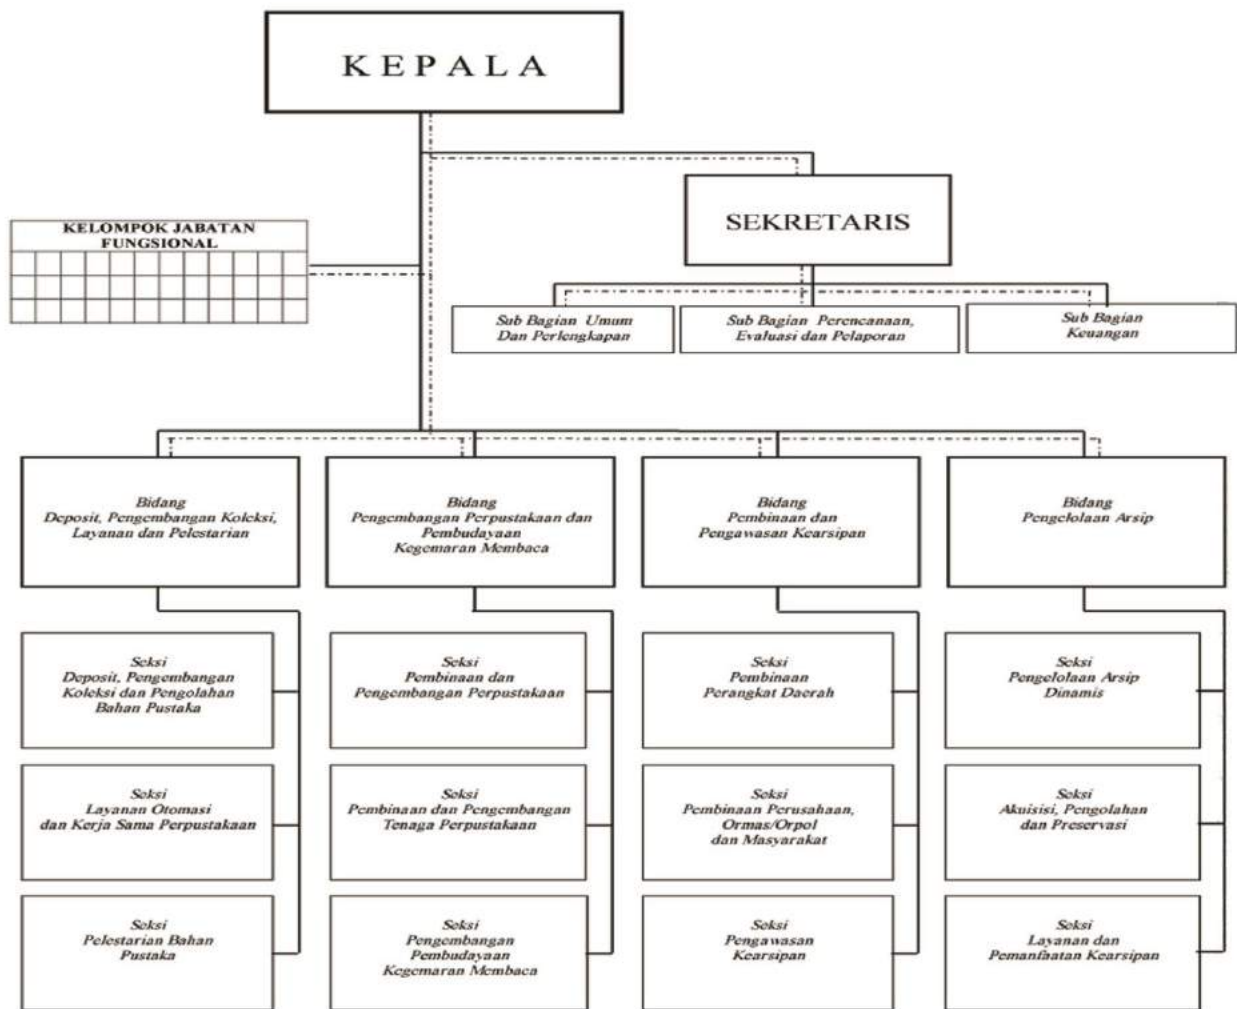 K E P A L A
SEKRETARIS
KELOMPOK JABATAN
FUNGSIONAL
Sub Bagian Umum
Dan Perlengkapan
Sub Bagian Perencanaan,
Evaluasi dan Pelaporan
Sub Bagian
Keuangan
Bidang
Deposit, Pengembangan Koleksi,
Layanan dan Pelestarian
Bidang
Pengembangan Perpustakaan dan
Pembudayaan
Kegemaran Membaca
Bidang
Pembinaan dan
Pengawasan Kearsipan
Bidang
Pengelolaan Arsip
Seksi
Deposit, Pengembangan
Koleksi dan Pengolahan
Bahan Pustaka
Seksi
Pembinaan dan
Pengembangan Perpustakaan
Seksi
Pembinaan
Perangkat Daerah
Seksi
Pengelolaan Arsip
Dinamis
Seksi
Layanan Otomasi
dan Kerja Sama Perpustakaan
Seksi
Pembinaan dan Pengembangan
Tenaga Perpustakaan
Seksi
Pembinaan Perusahaan,
Ormas/Orpol
dan Masyarakat
Seksi
Akuisisi, Pengolahan
dan Preservasi
Seksi
Pelestarian Bahan
Pustaka
Seksi
Pengembangan
Pembudayaan
Kegemaran Membaca
Seksi
Pengawasan
Kearsipan
Seksi
Layanan dan
Pemanfaatan Kearsipan